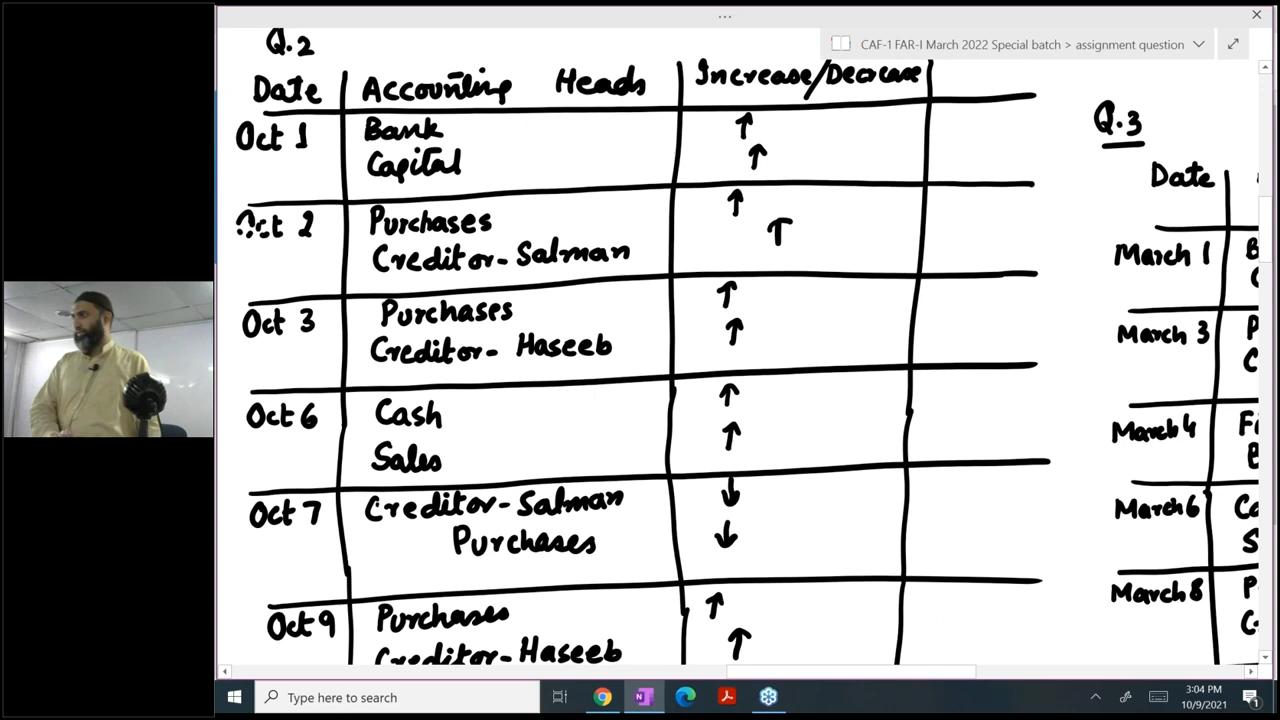 CAF-1 FAR-I March 2022 Special batch > assignment question
Q.2
Date Accounting Heads Increase/Decrease
Oct 1 Bank ↑
Capital ↑
Oct 2 Purchases ↑
Creditor-Salman ↑
Oct 3 Purchases ↑
Creditor- Haseeb ↑
Oct 6 Cash ↑
Sales ↑
Oct 7 Creditor-Salman ↓
Purchases ↓
Oct 9 Purchases ↑
Creditor-Haseeb ↑
Q.3
Date
March 1 B
March 3 P
C
March 4 Fi
B
March 6 Ca
S
March 8 P
C-
Type here to search
3:04 PM
10/9/2021
1